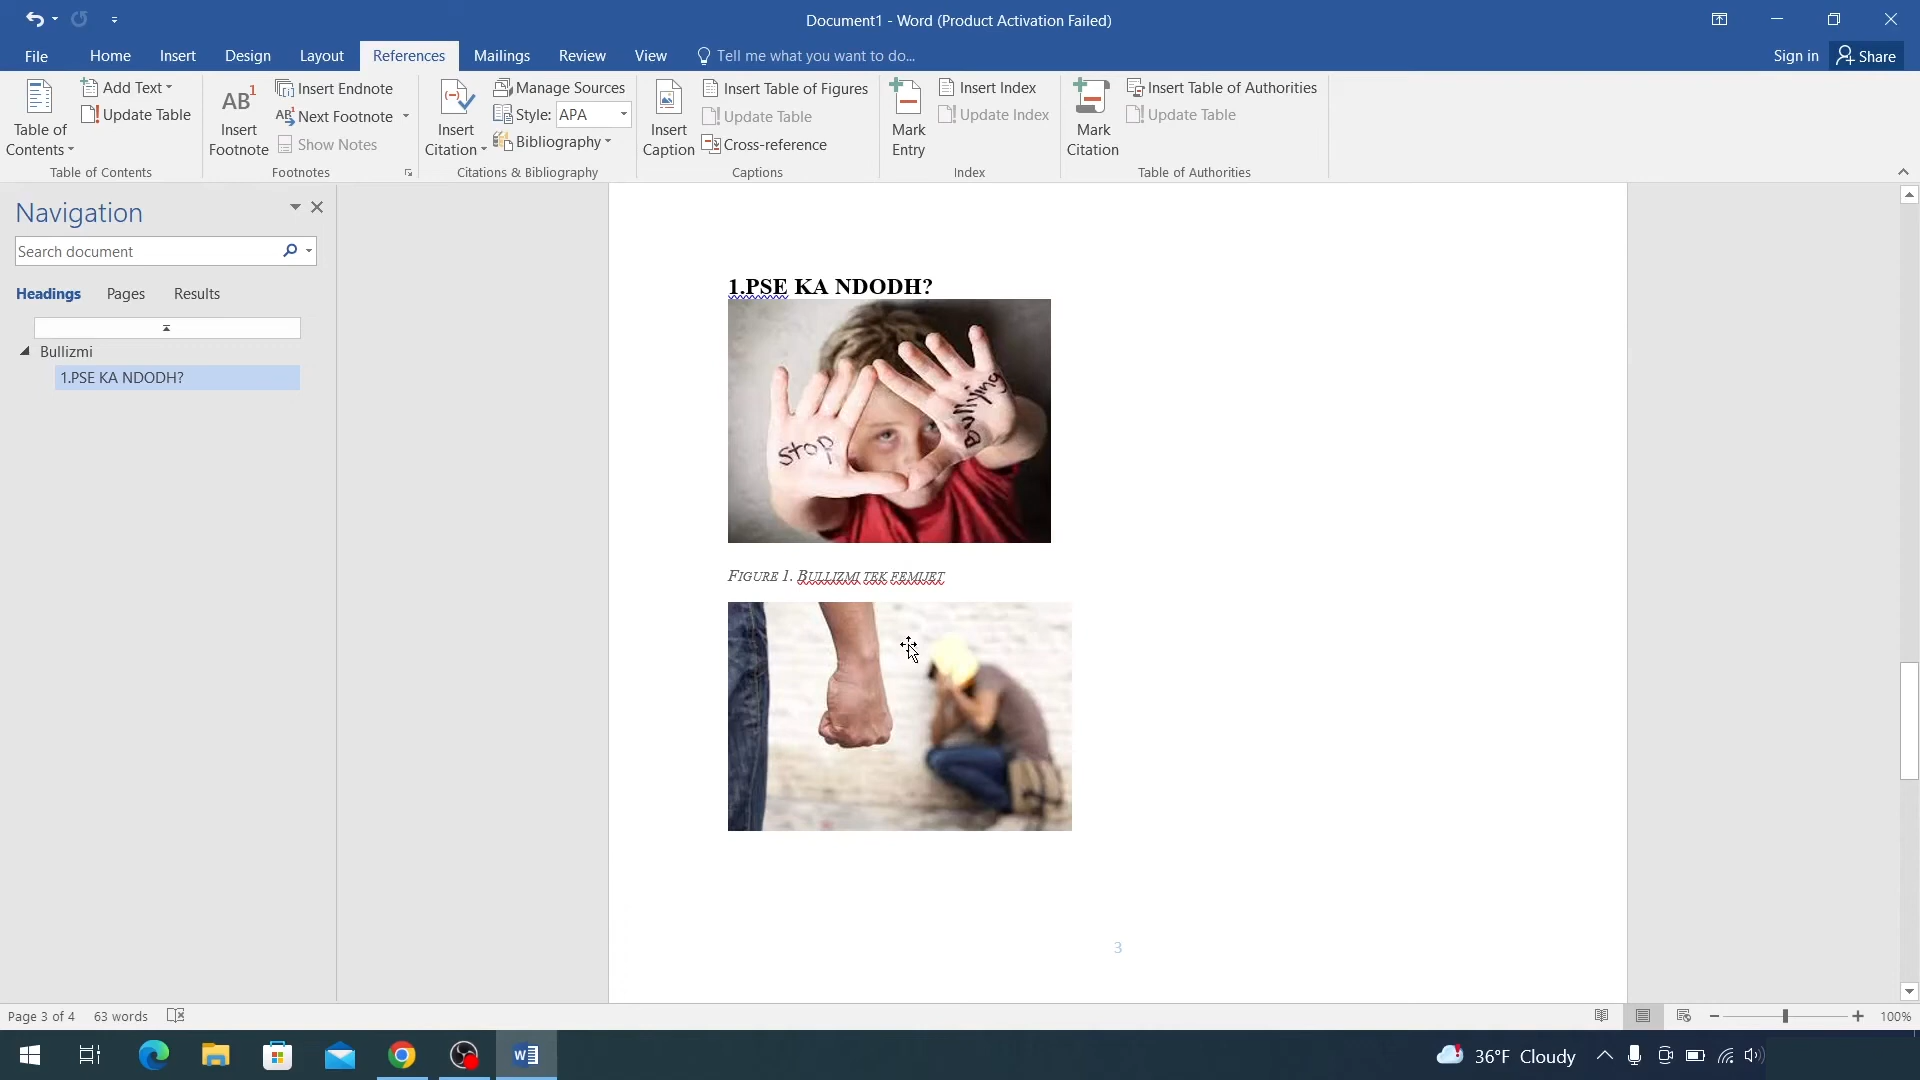 Document1 - Word (Product Activation Failed)
File Home Insert Design Layout References Mailings Review View Tell me what you want to do... Sign in Share
Table of Contents
Add Text
Update Table
Table of Contents
AB1 Insert Footnote
Insert Endnote
AB1 Next Footnote
Show Notes
Footnotes
Insert Citation
Manage Sources
Style: APA
Bibliography
Citations & Bibliography
Insert Caption
Insert Table of Figures
Update Table
Cross-reference
Captions
Mark Entry
Insert Index
Update Index
Index
Mark Citation
Insert Table of Authorities
Update Table
Table of Authorities
Navigation
Search document
Headings Pages Results
Bullizmi
1.PSE KA NDODH?
1.PSE KA NDODH?
Stop Bullying
FIGURE 1. BULLIZMI TEK FEMIJET
3
Page 3 of 4 63 words 100%
36°F Cloudy